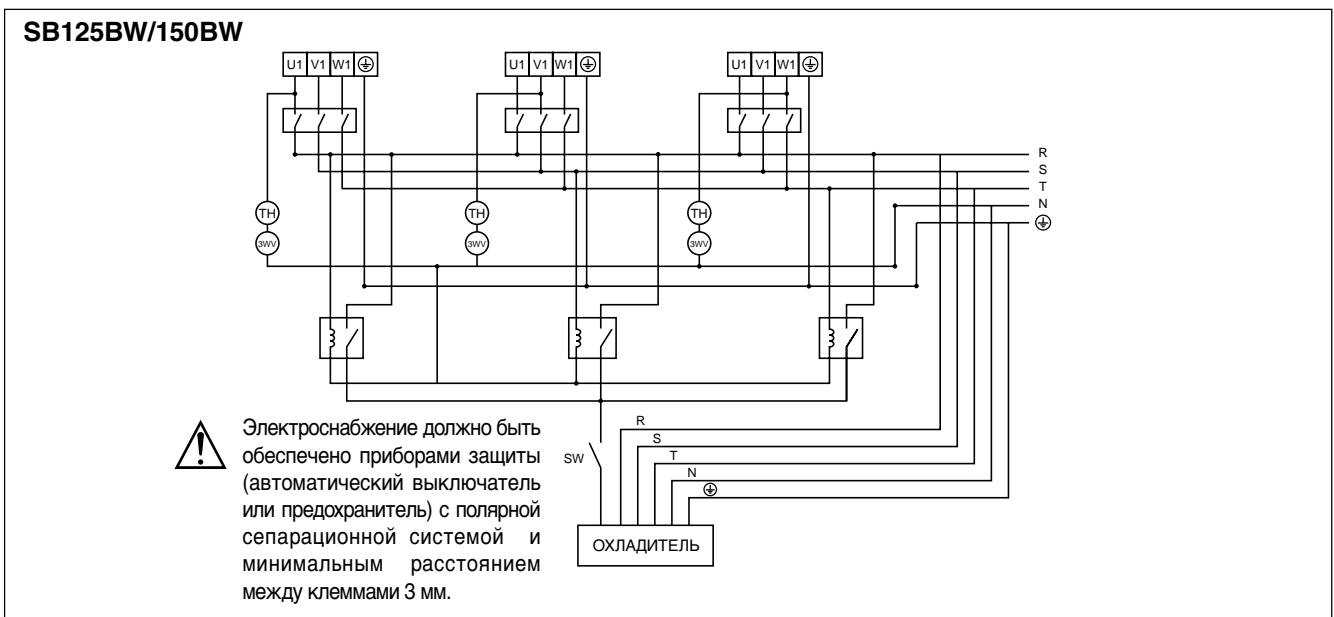 SB125BW/150BW
U1 V1 W1
U1 V1 W1
U1 V1 W1
R
S
T
N
TH
TH
TH
3WV
3WV
3WV
Электроснабжение должно быть
обеспечено приборами защиты
(автоматический выключатель
или предохранитель) с полярной
сепарационной системой и
минимальным расстоянием
между клеммами 3 мм.
SW
R
S
T
N
ОХЛАДИТЕЛЬ